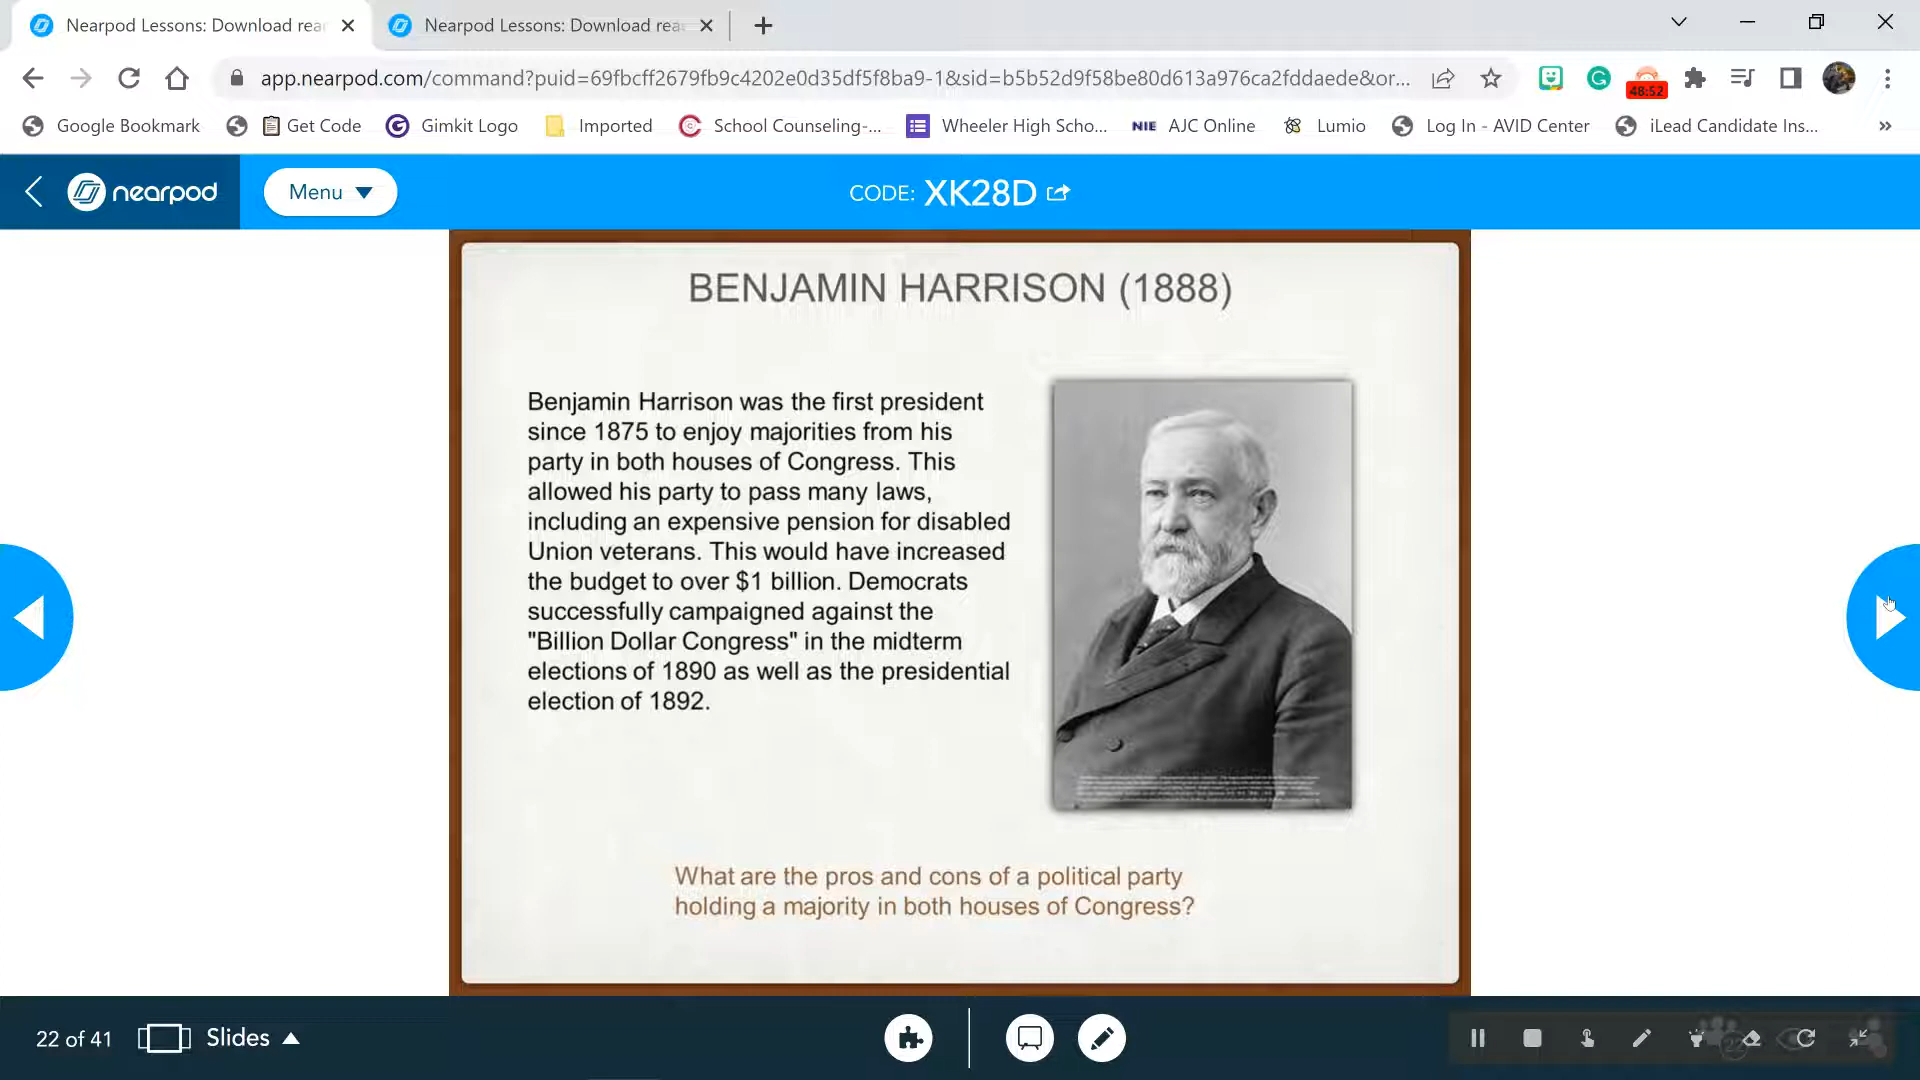 Nearpod Lessons: Download rea
Nearpod Lessons: Download rea
app.nearpod.com/command?puid=69fbcff2679fb9c4202e0d35df5f8ba9-1&sid=b5b52d9f58be80d613a976ca2fddaede&or...
48:52
Google Bookmark
Get Code
Gimkit Logo
Imported
School Counseling-...
Wheeler High Scho...
NIE AJC Online
Lumio
Log In - AVID Center
iLead Candidate Ins...
nearpod
Menu
CODE: XK28D
BENJAMIN HARRISON (1888)
Benjamin Harrison was the first president
since 1875 to enjoy majorities from his
party in both houses of Congress. This
allowed his party to pass many laws,
including an expensive pension for disabled
Union veterans. This would have increased
the budget to over $1 billion. Democrats
successfully campaigned against the
"Billion Dollar Congress" in the midterm
elections of 1890 as well as the presidential
election of 1892.
What are the pros and cons of a political party
holding a majority in both houses of Congress?
22 of 41
Slides